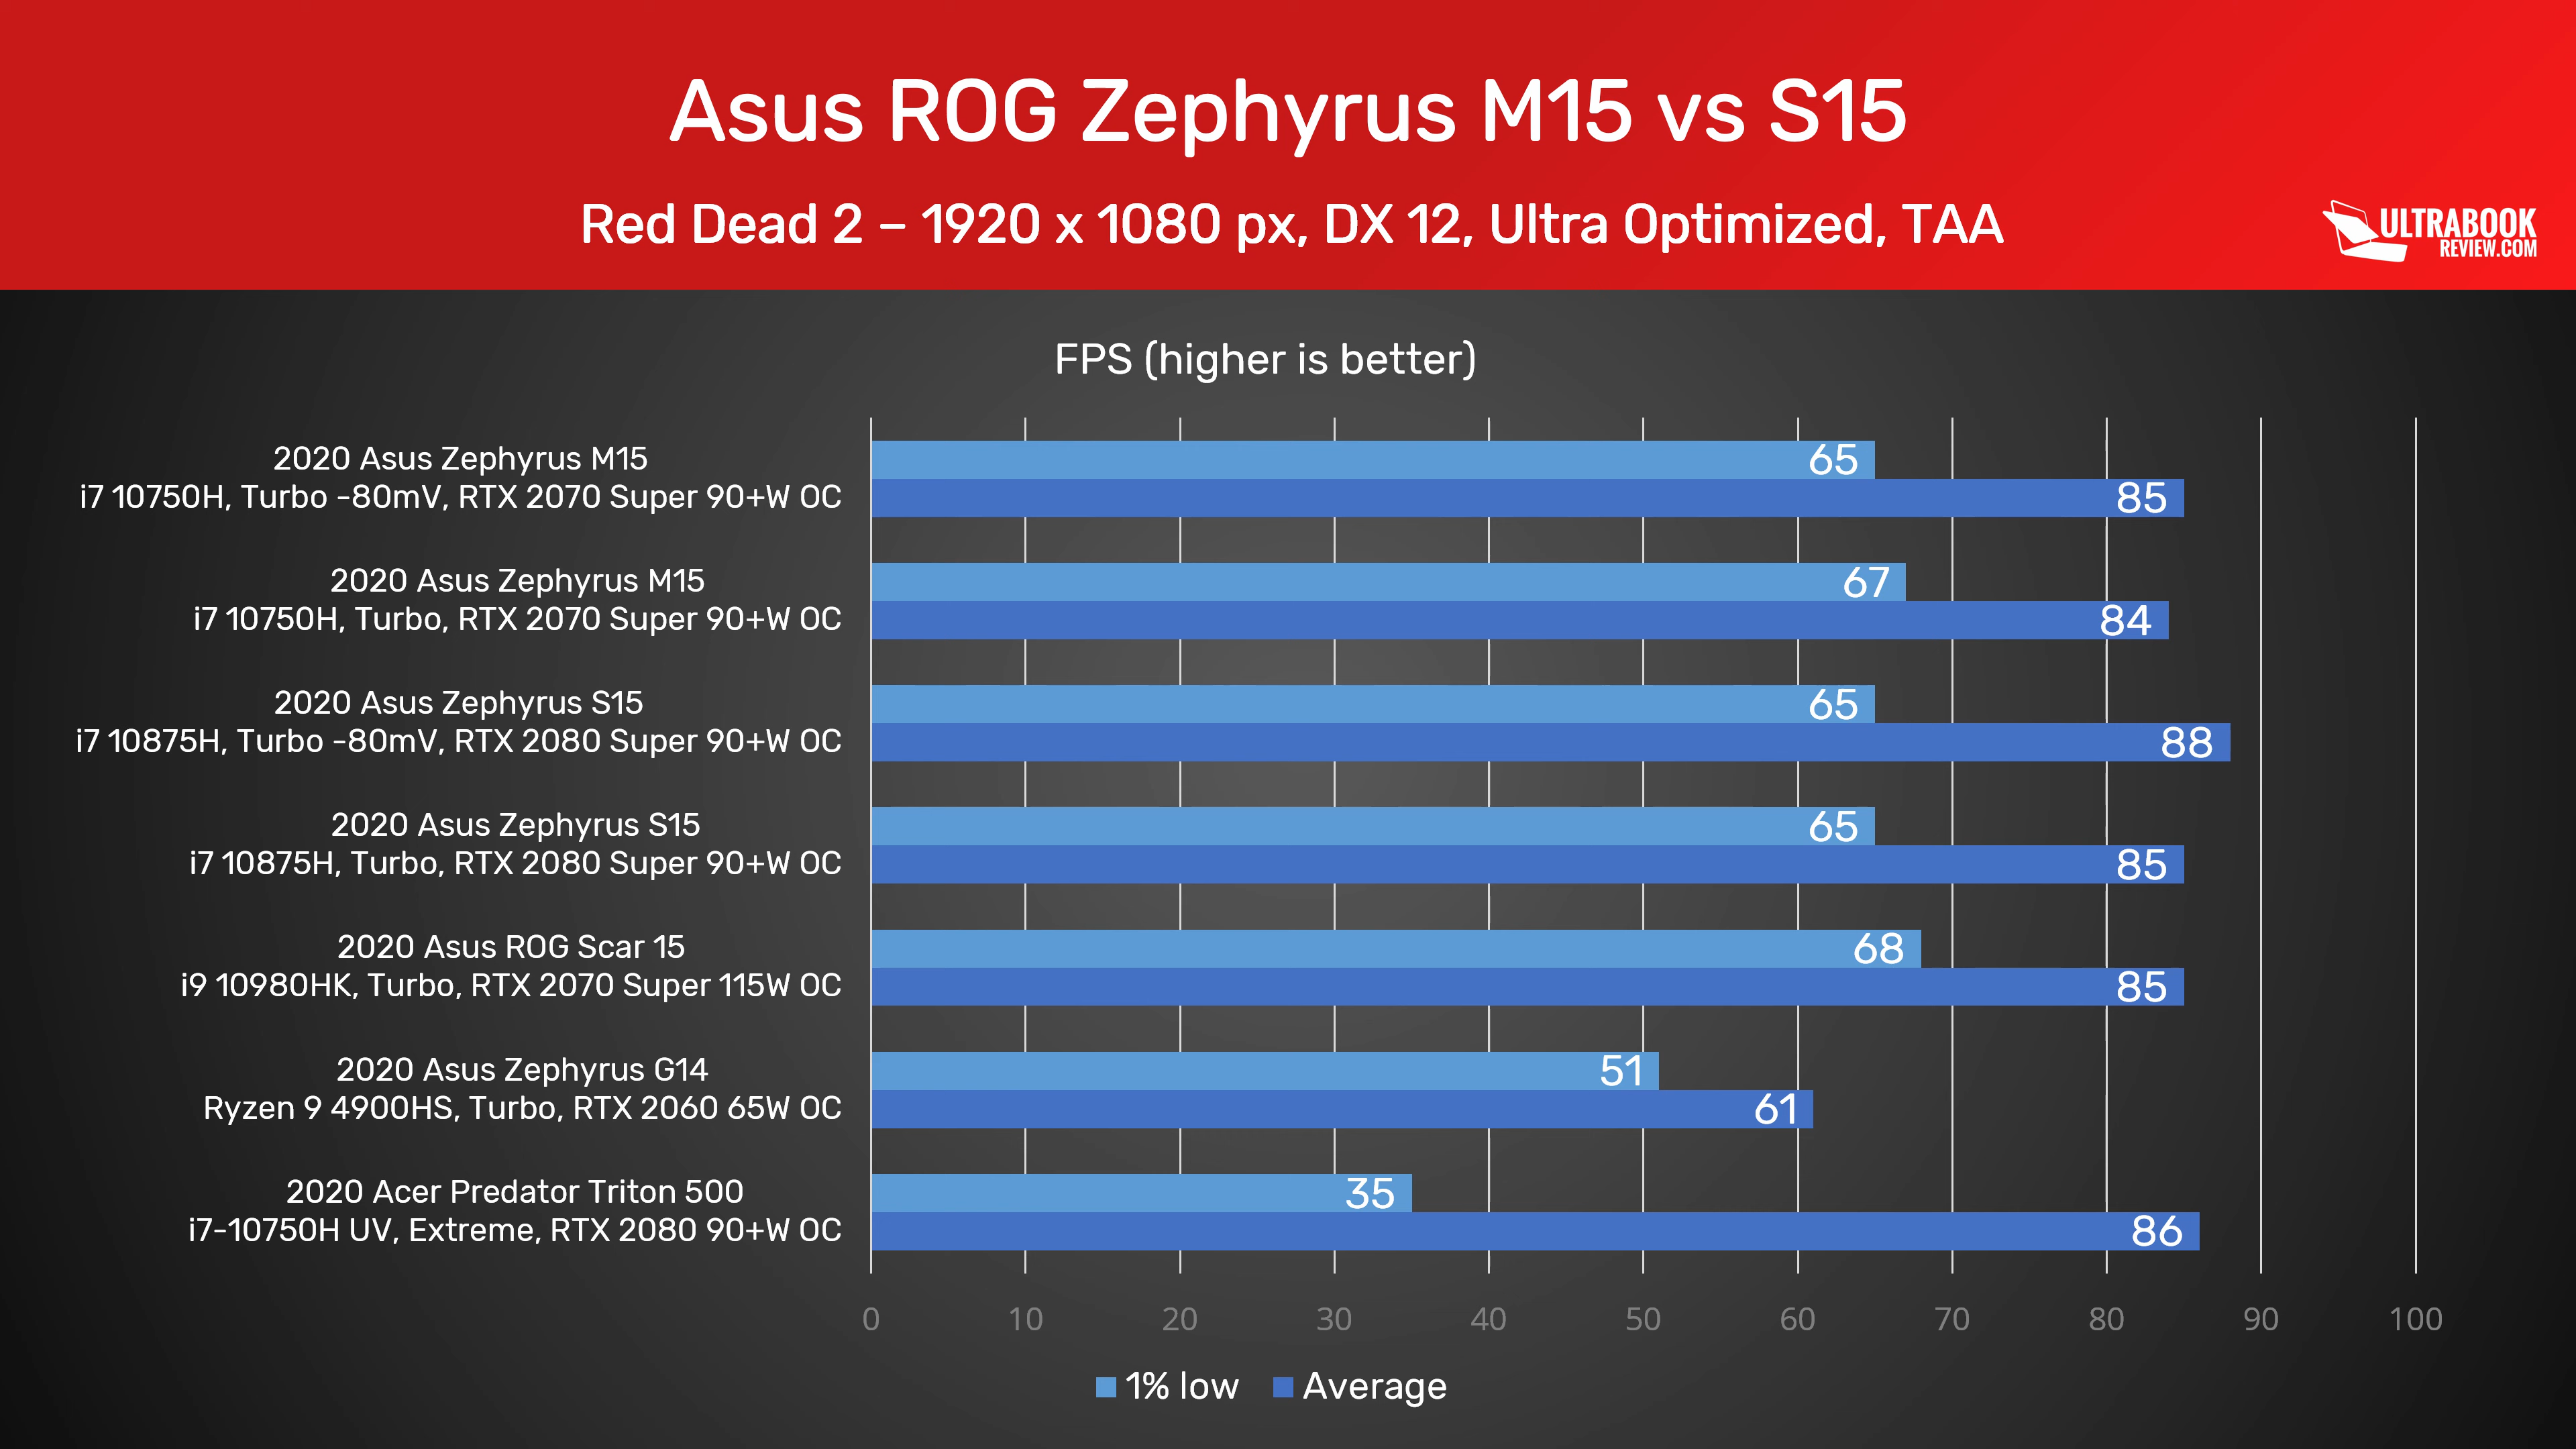 Asus ROG Zephyrus M15 vs S15
Red Dead 2 – 1920 x 1080 px, DX 12, Ultra Optimized, TAA
ULTRABOOK
REVIEW.COM
FPS (higher is better)
2020 Asus Zephyrus M15
i7 10750H, Turbo -80mV, RTX 2070 Super 90+W OC
65
85
2020 Asus Zephyrus M15
i7 10750H, Turbo, RTX 2070 Super 90+W OC
67
84
2020 Asus Zephyrus S15
i7 10875H, Turbo -80mV, RTX 2080 Super 90+W OC
65
88
2020 Asus Zephyrus S15
i7 10875H, Turbo, RTX 2080 Super 90+W OC
65
85
2020 Asus ROG Scar 15
i9 10980HK, Turbo, RTX 2070 Super 115W OC
68
85
2020 Asus Zephyrus G14
Ryzen 9 4900HS, Turbo, RTX 2060 65W OC
51
61
2020 Acer Predator Triton 500
i7-10750H UV, Extreme, RTX 2080 90+W OC
35
86
0 10 20 30 40 50 60 70 80 90 100
1% low Average